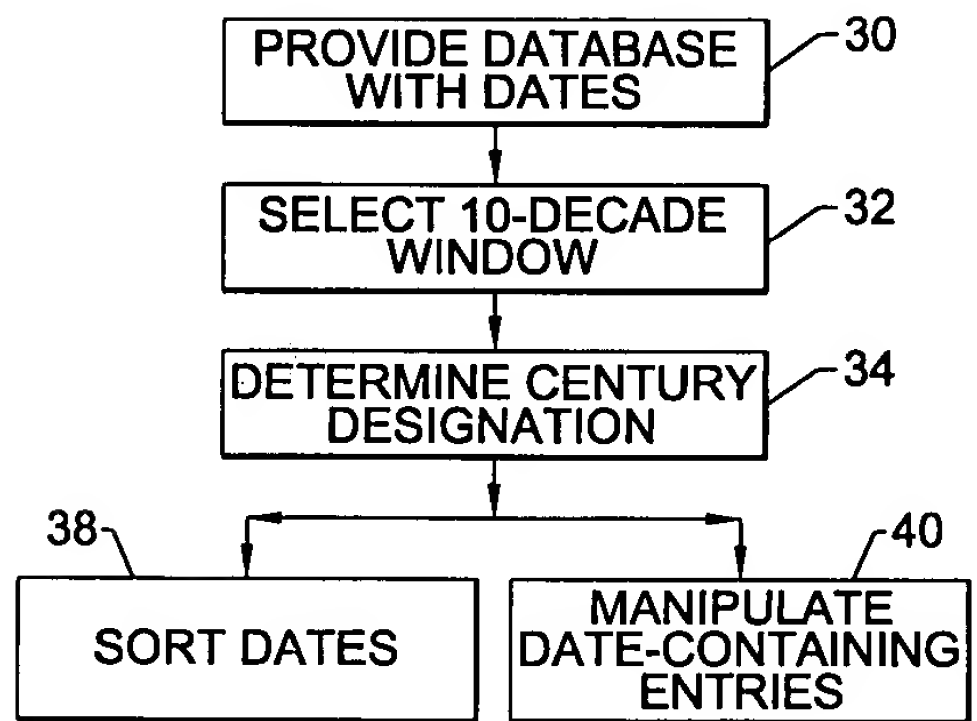 PROVIDE DATABASE
WITH DATES
30
SELECT 10-DECADE
WINDOW
32
DETERMINE CENTURY
DESIGNATION
34
38
SORT DATES
40
MANIPULATE
DATE-CONTAINING
ENTRIES